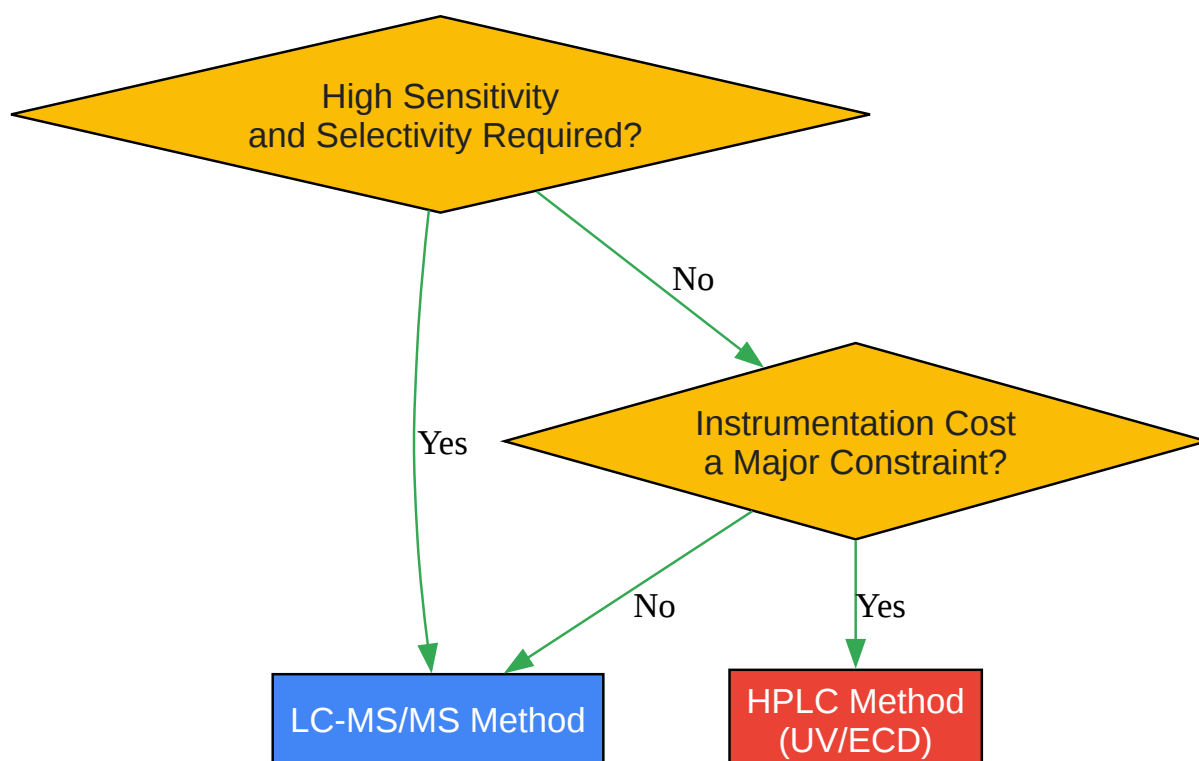 High Sensitivity
and Selectivity Required?
No
Yes
Instrumentation Cost
a Major Constraint?
No
Yes
LC-MS/MS Method
HPLC Method
(UV/ECD)